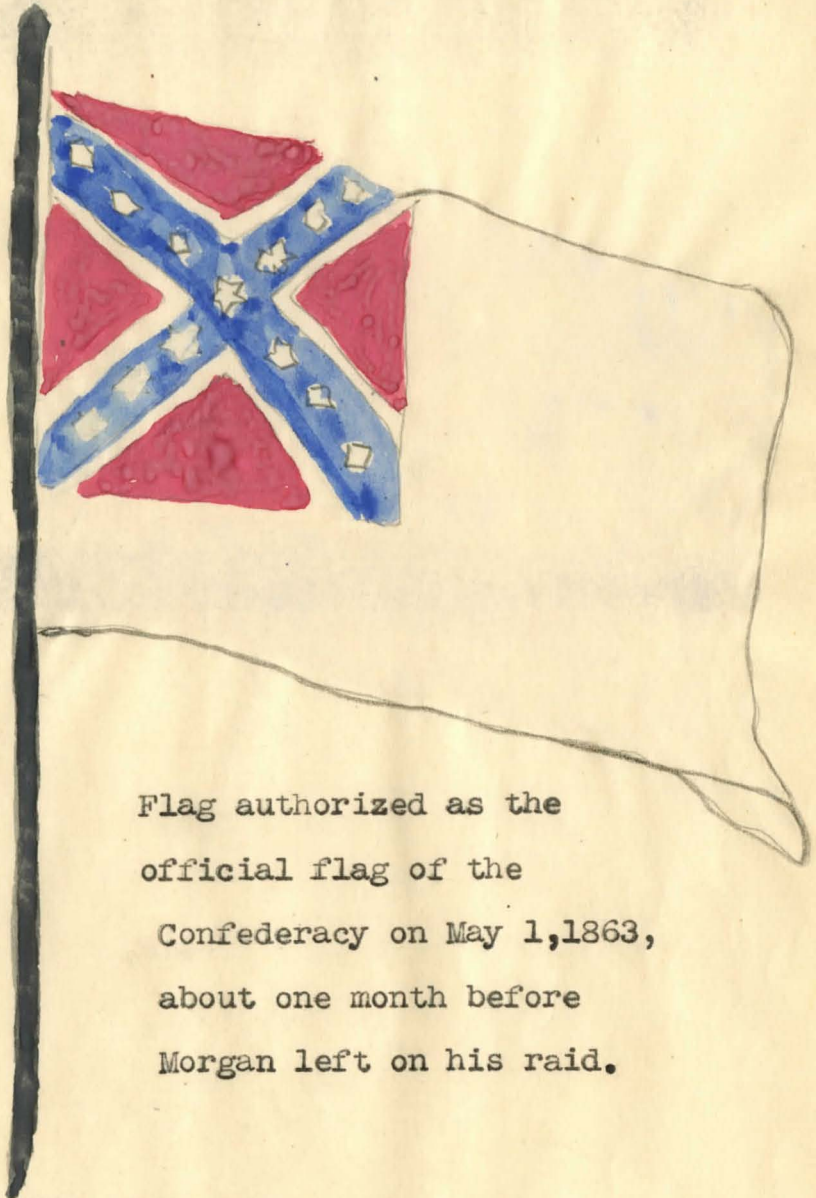 Flag authorized as the
official flag of the
Confederacy on May 1,1863,
about one month before
Morgan left on his raid.